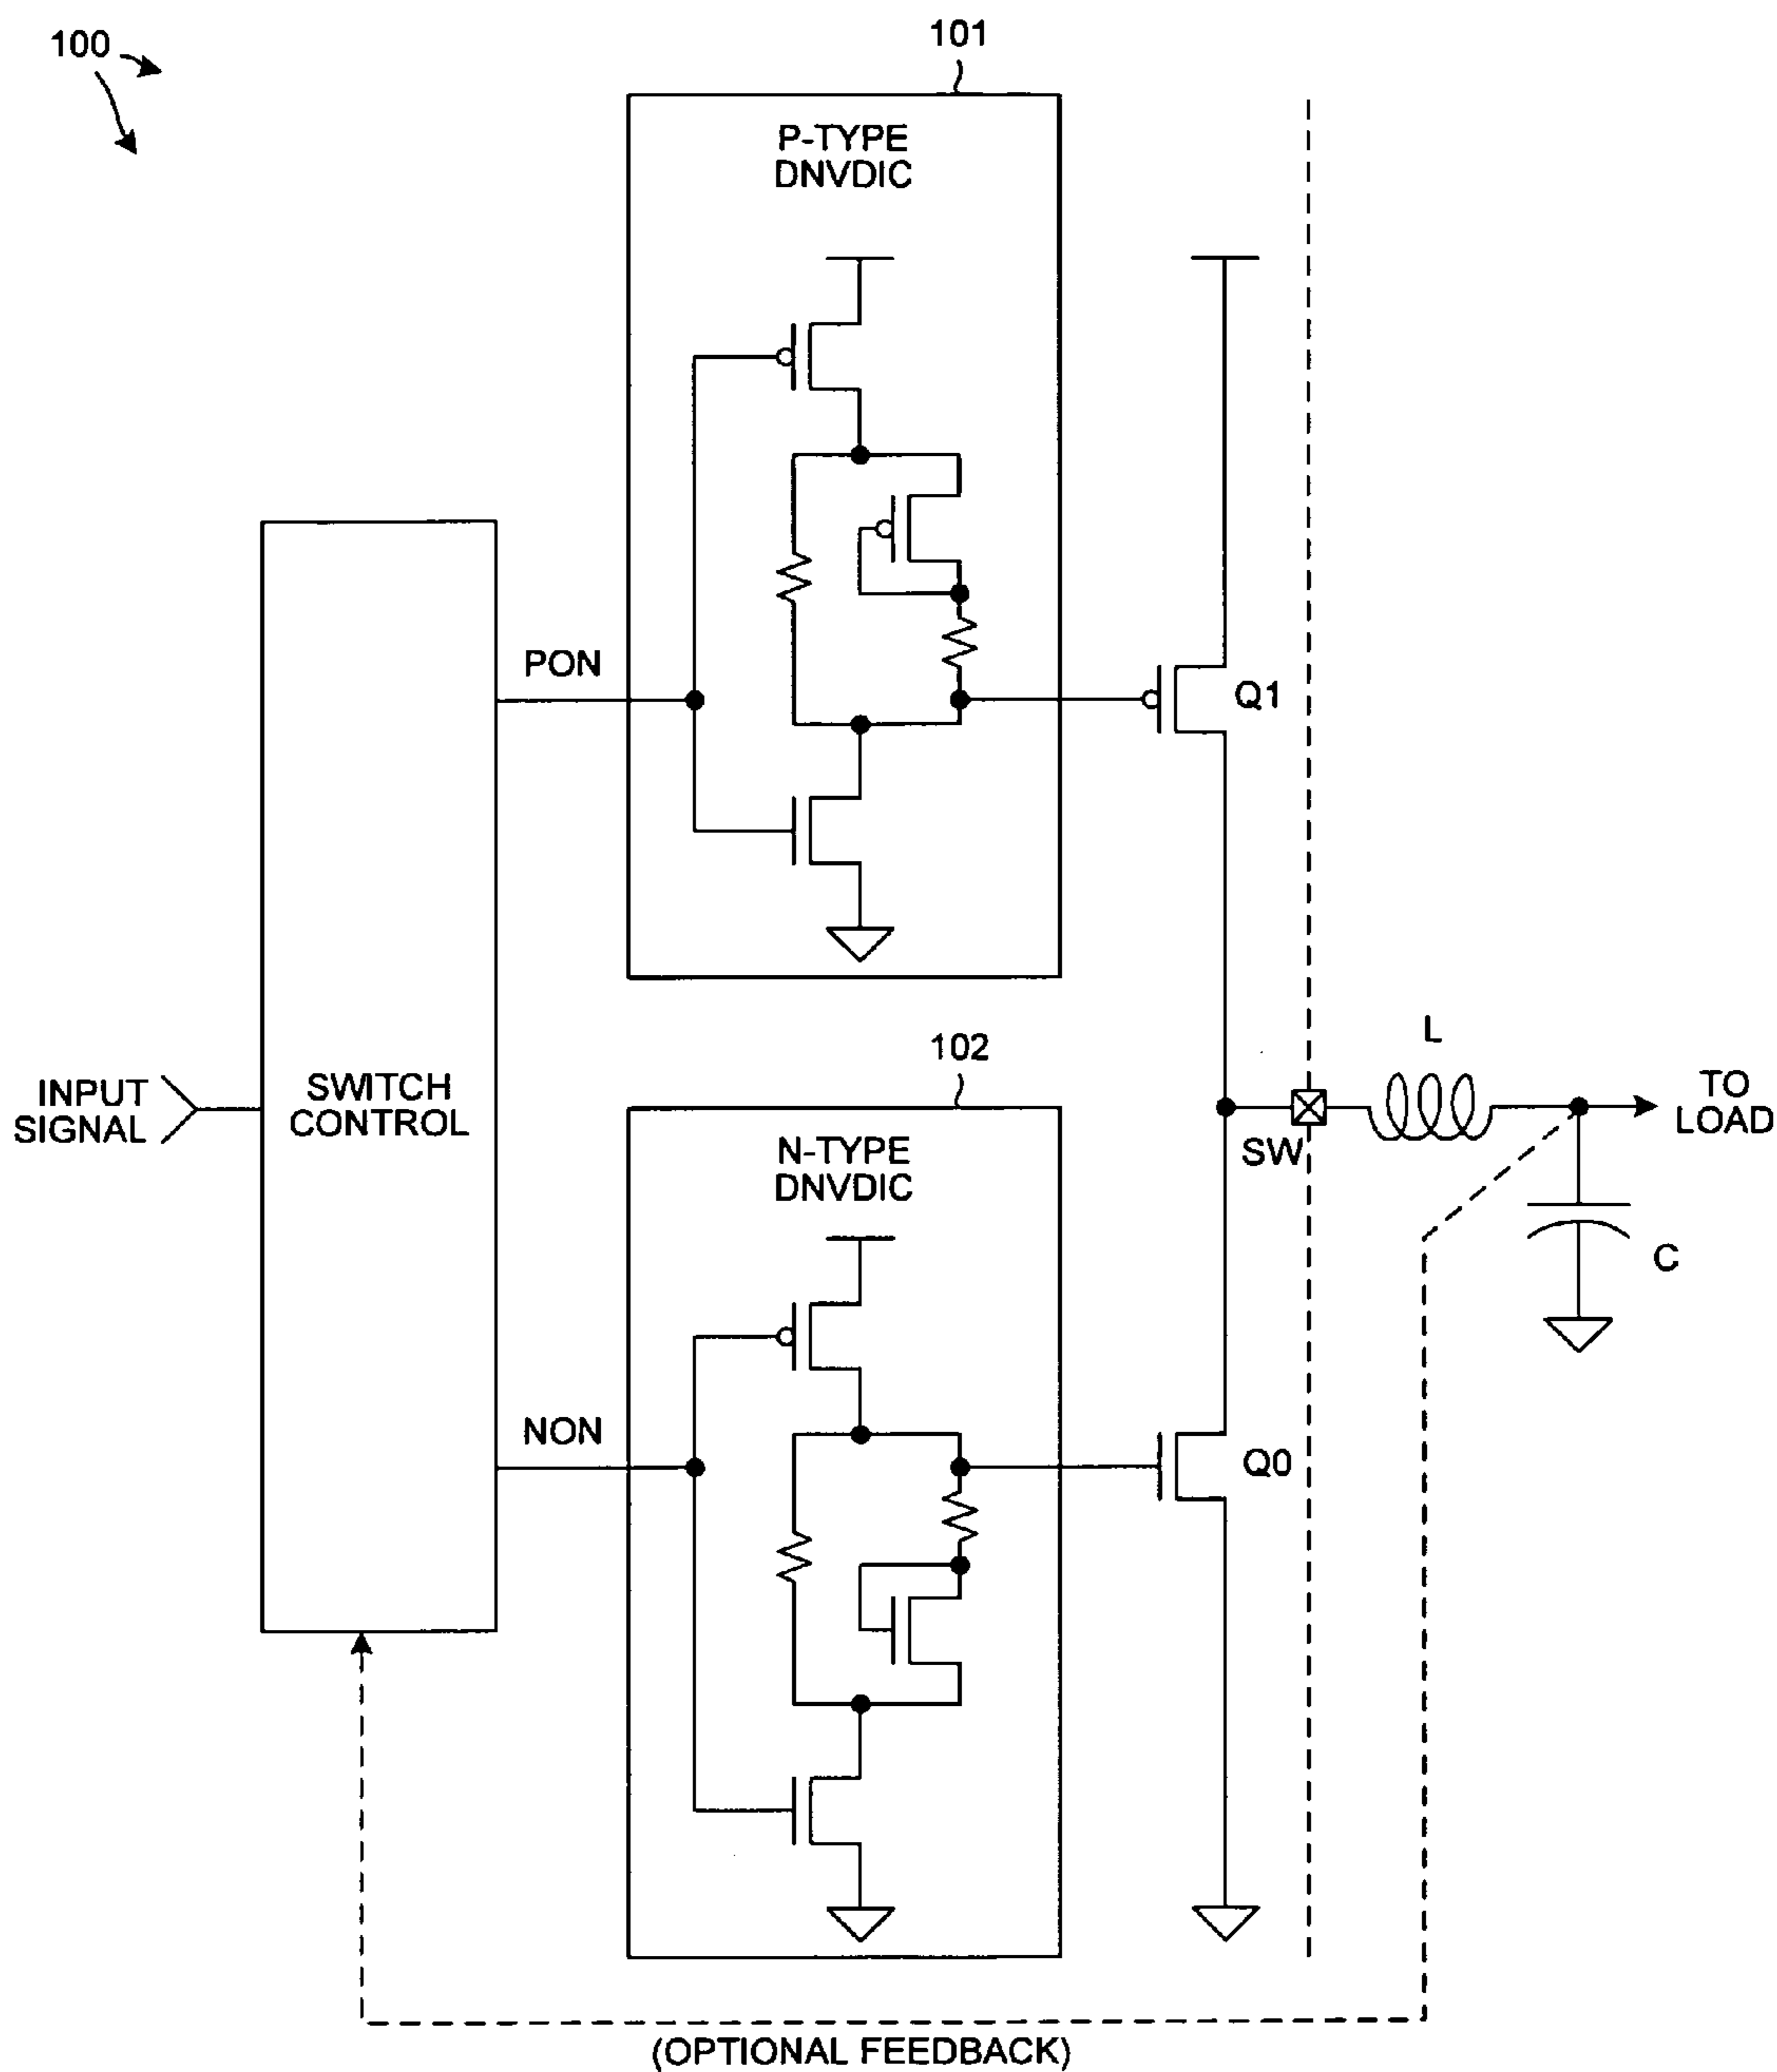 100
101
P-TYPE
DNVDIC
PON
Q1
INPUT
SIGNAL
SWITCH
CONTROL
102
N-TYPE
DNVDIC
L
TO
LOAD
SW
C
NON
Q0
(OPTIONAL FEEDBACK)